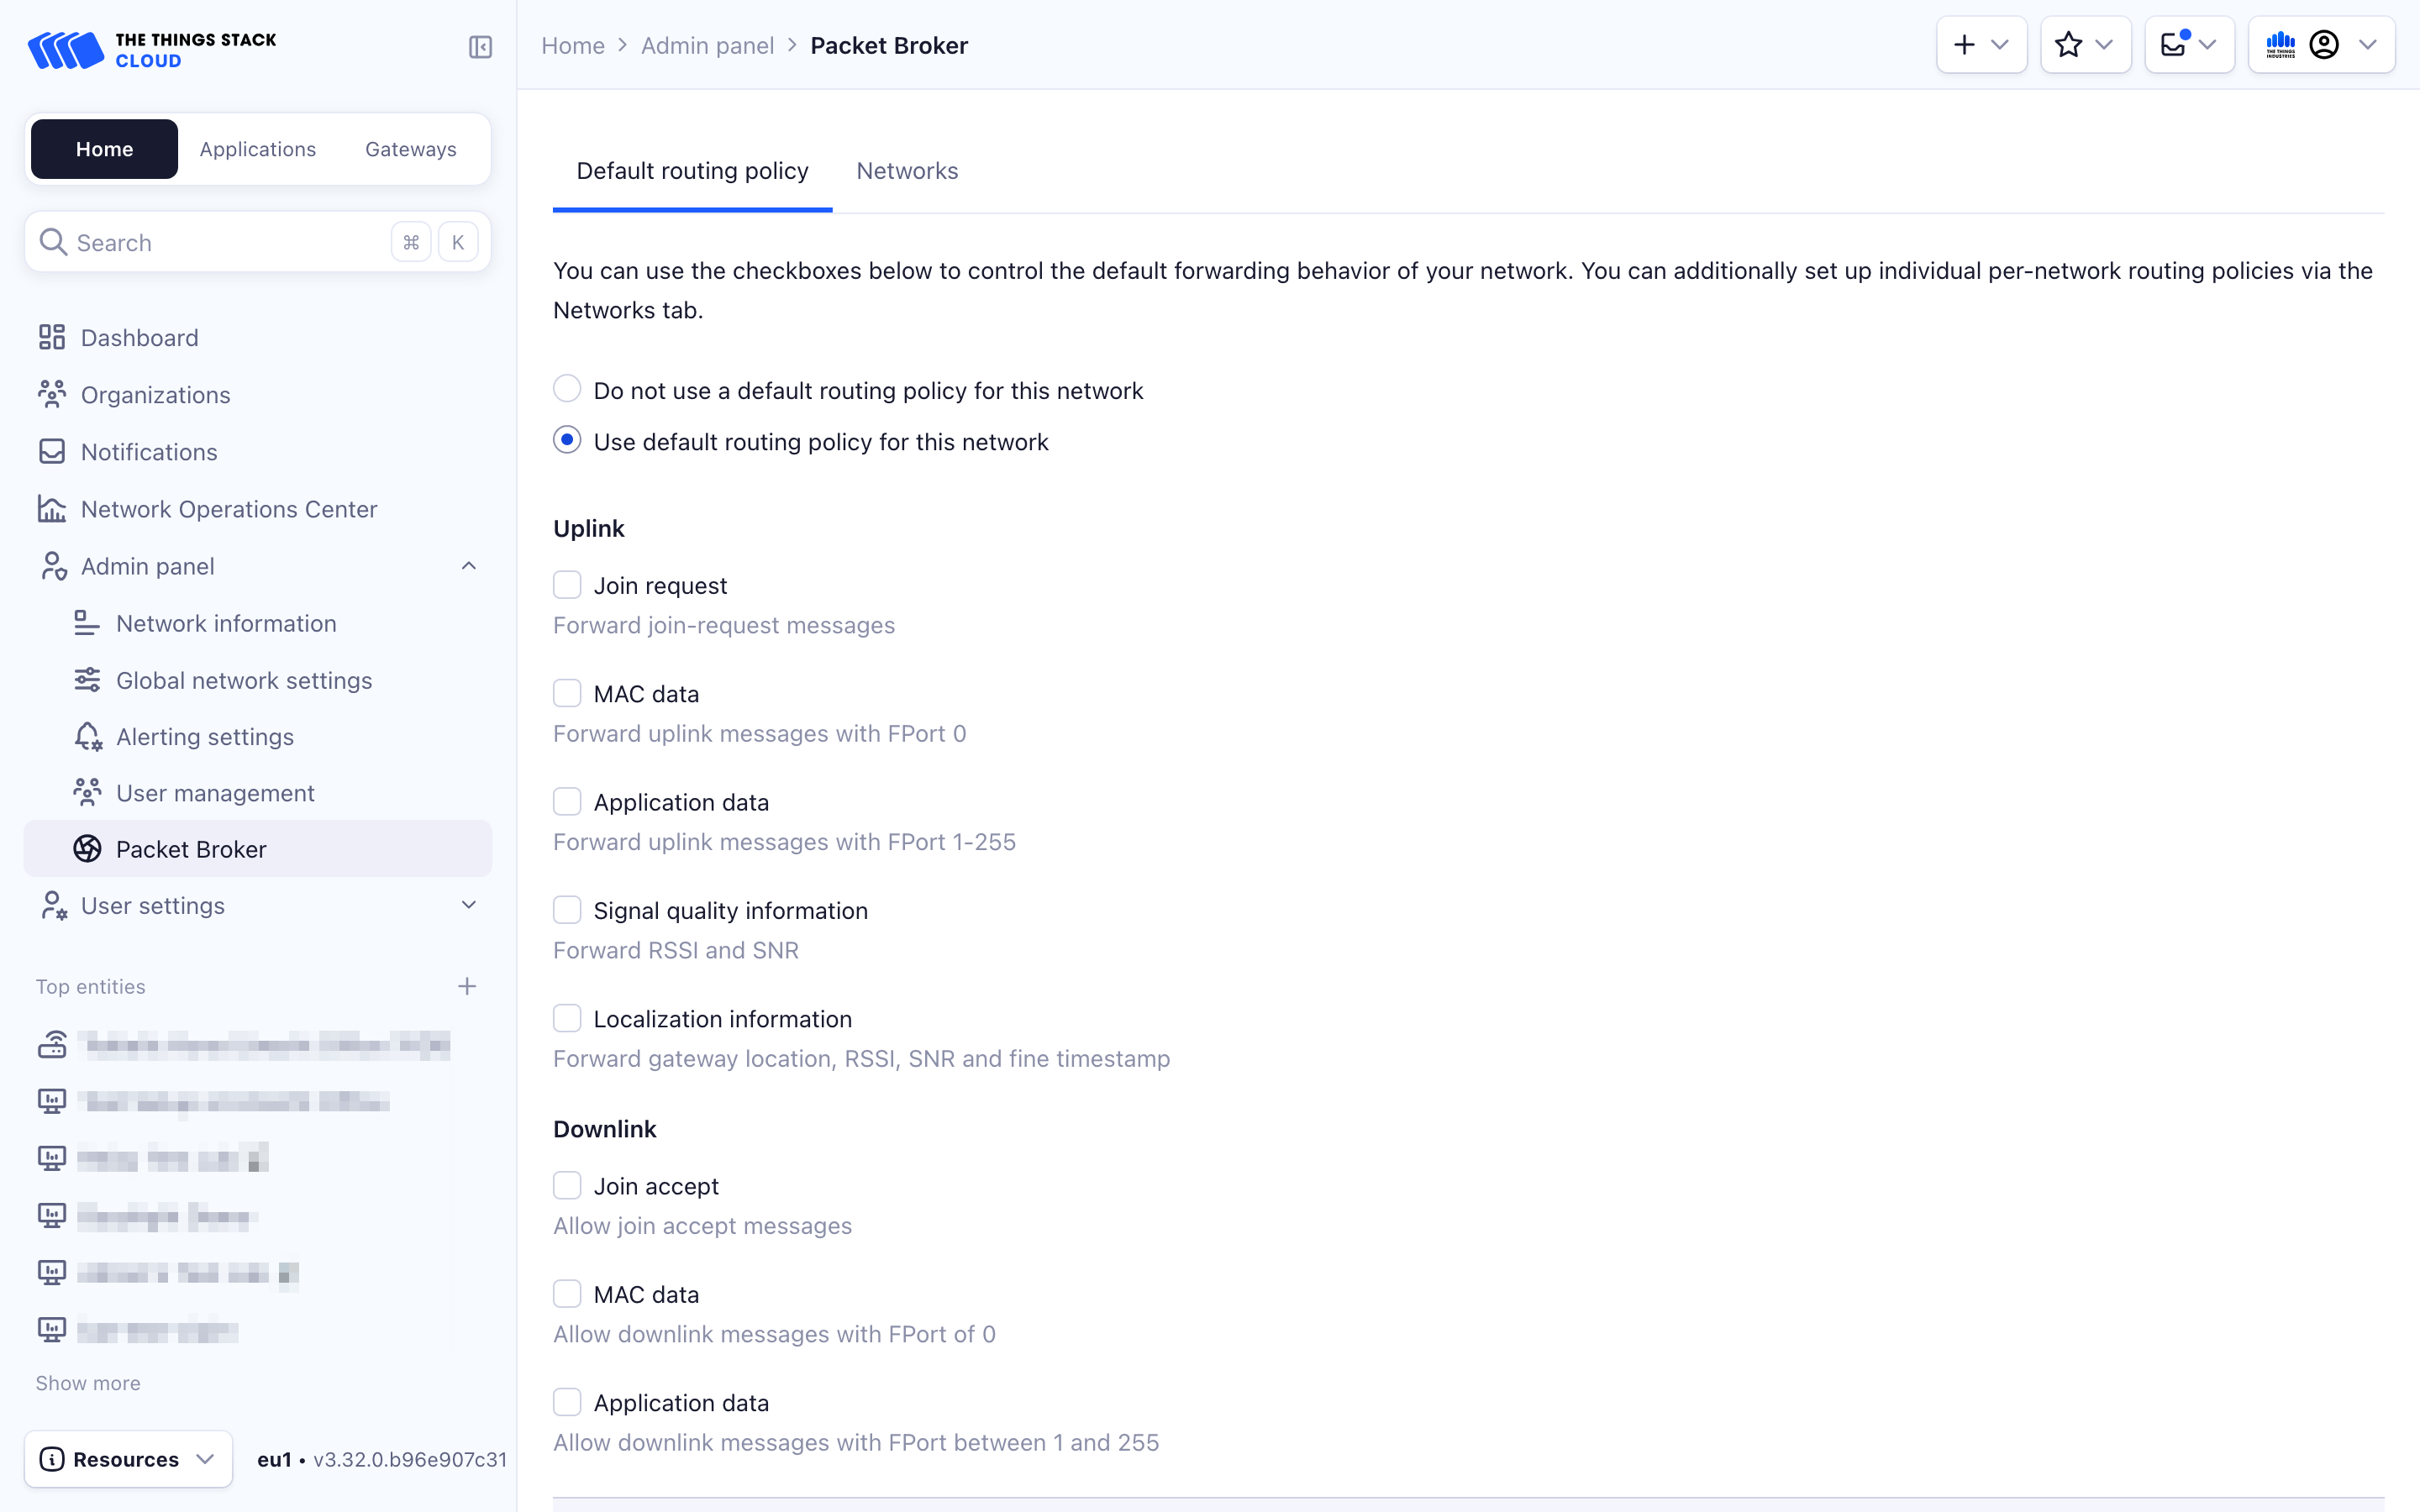 THE THINGS STACK
CLOUD
Home
Applications
Gateways
Search
⌘
K
Dashboard
Organizations
Notifications
Network Operations Center
Admin panel
Network information
Global network settings
Alerting settings
User management
Packet Broker
User settings
Top entities
Show more
Resources
eu1 • v3.32.0.b96e907c31
Home > Admin panel > Packet Broker
THE THINGS
INDUSTRIES
Default routing policy
Networks
You can use the checkboxes below to control the default forwarding behavior of your network. You can additionally set up individual per-network routing policies via the
Networks tab.
Do not use a default routing policy for this network
Use default routing policy for this network
Uplink
Join request
Forward join-request messages
MAC data
Forward uplink messages with FPort 0
Application data
Forward uplink messages with FPort 1-255
Signal quality information
Forward RSSI and SNR
Localization information
Forward gateway location, RSSI, SNR and fine timestamp
Downlink
Join accept
Allow join accept messages
MAC data
Allow downlink messages with FPort of 0
Application data
Allow downlink messages with FPort between 1 and 255